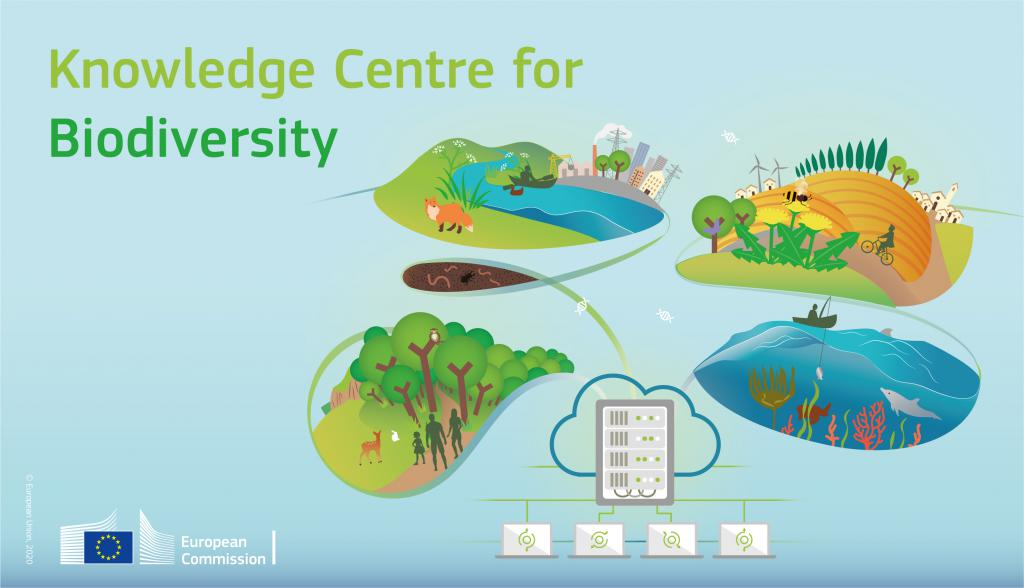 Knowledge Centre for
Biodiversity
© European Union, 2020
European
Commission